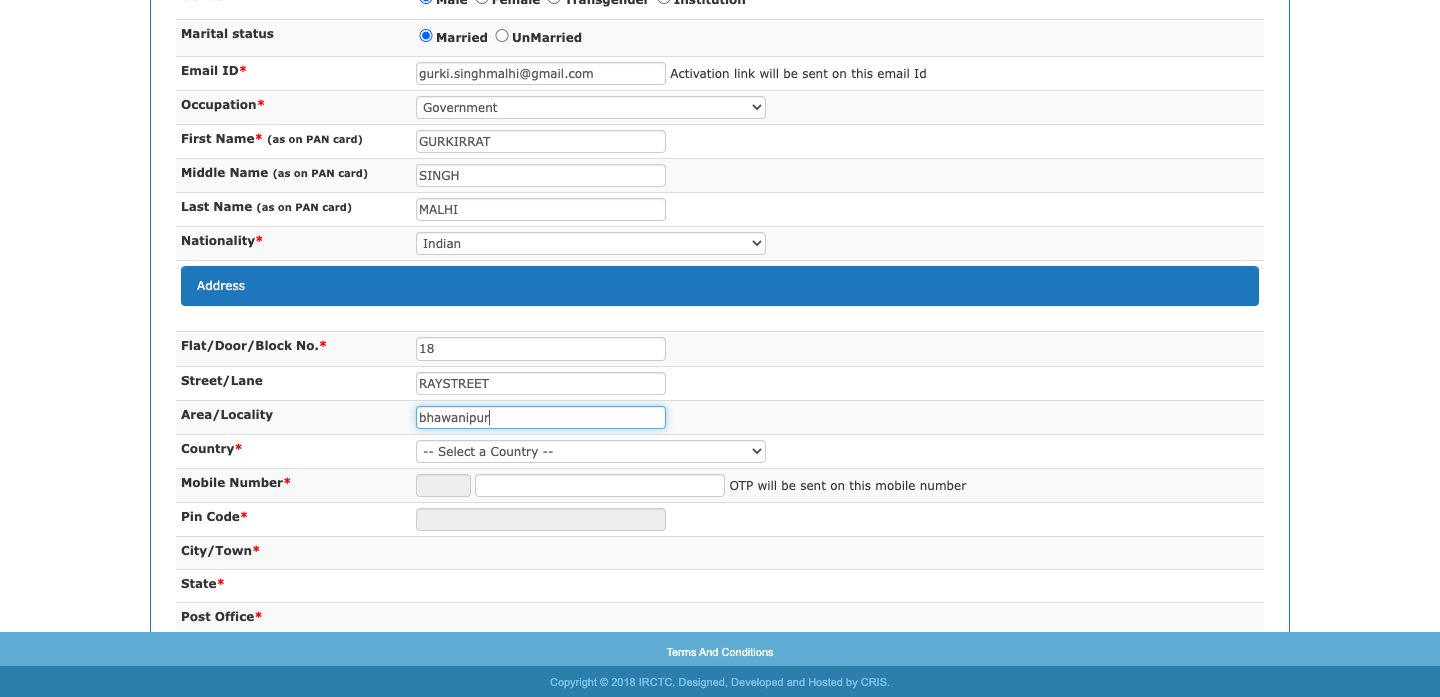 Male Female Transgender Institution
Marital status Married UnMarried
Email ID* gurki.singhmalhi@gmail.com Activation link will be sent on this email Id
Occupation* Government
First Name* (as on PAN card) GURKIRRAT
Middle Name (as on PAN card) SINGH
Last Name (as on PAN card) MALHI
Nationality* Indian
Address
Flat/Door/Block No.* 18
Street/Lane RAYSTREET
Area/Locality bhawanipur
Country* -- Select a Country --
Mobile Number* OTP will be sent on this mobile number
Pin Code*
City/Town*
State*
Post Office*
Terms And Conditions
Copyright © 2018 IRCTC. Designed, Developed and Hosted by CRIS.